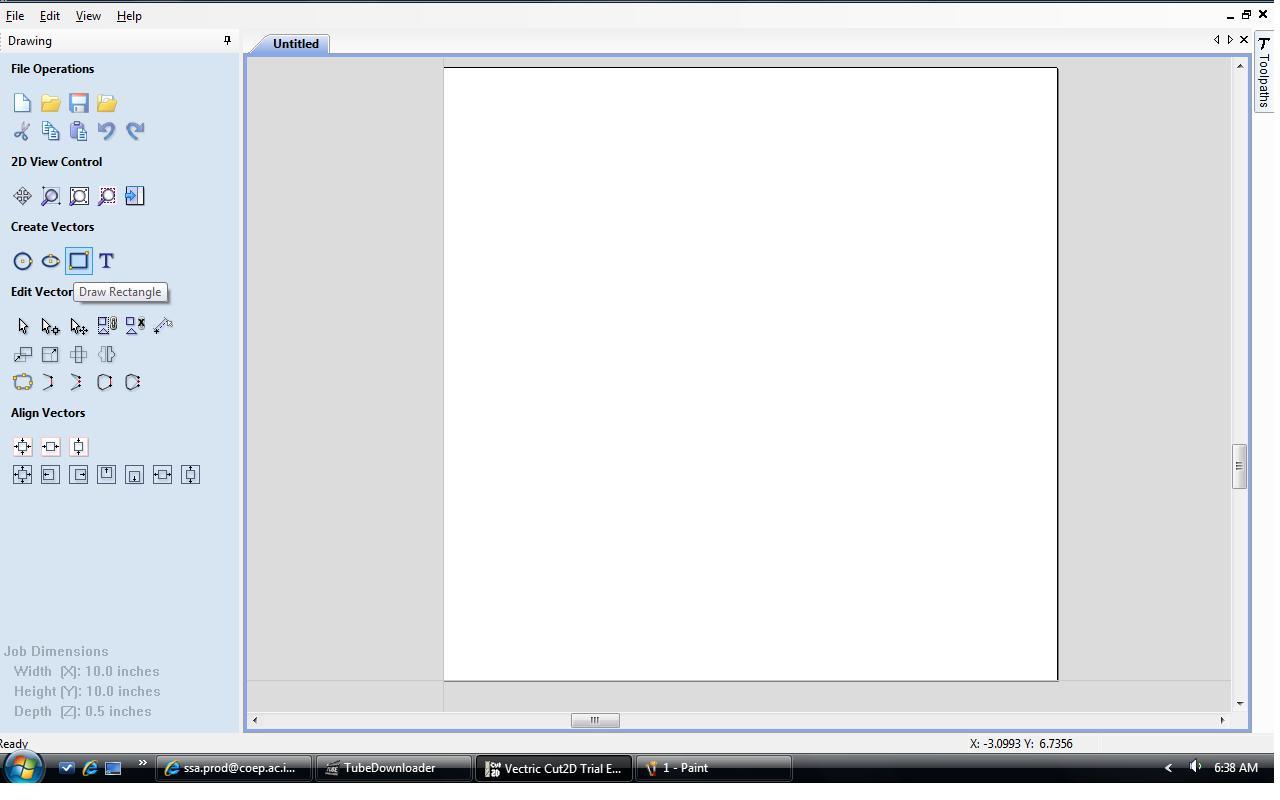 File Edit View Help
Drawing
Untitled
Toolpaths
File Operations
2D View Control
Create Vectors
T
Draw Rectangle
Edit Vector
Align Vectors
Job Dimensions
Width (X): 10.0 inches
Height (Y): 10.0 inches
Depth (Z): 0.5 inches
Ready
X: -3.0993 Y: 6.7356
ssa.prod@coep.ac.i... TubeDownloader Vectric Cut2D Trial E... 1 - Paint 6:38 AM